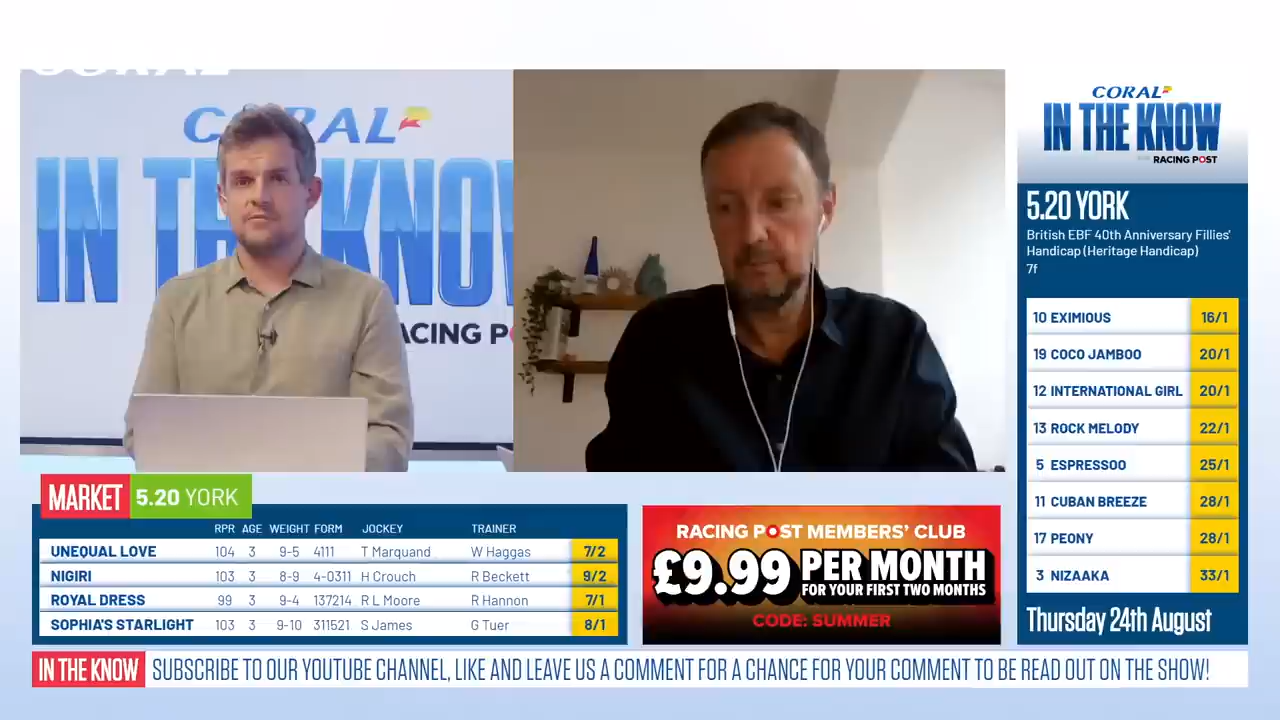 CORAL
CORAL
IN THE KNOW
RACING PO
CORAL
IN THE KNOW
RACING POST
5.20 YORK
British EBF 40th Anniversary Fillies'
Handicap (Heritage Handicap)
7f
10 EXIMIOUS 16/1
19 COCO JAMBOO 20/1
12 INTERNATIONAL GIRL 20/1
13 ROCK MELODY 22/1
5 ESPRESSOO 25/1
11 CUBAN BREEZE 28/1
17 PEONY 28/1
3 NIZAAKA 33/1
Thursday 24th August
MARKET 5.20 YORK
RPR AGE WEIGHT FORM JOCKEY TRAINER
UNEQUAL LOVE 104 3 9-5 4111 T Marquand W Haggas 7/2
NIGIRI 103 3 8-9 4-0311 H Crouch R Beckett 9/2
ROYAL DRESS 99 3 9-4 137214 R L Moore R Hannon 7/1
SOPHIA'S STARLIGHT 103 3 9-10 311521 S James G Tuer 8/1
RACING POST MEMBERS' CLUB
£9.99 PER MONTH
FOR YOUR FIRST TWO MONTHS
CODE: SUMMER
IN THE KNOW SUBSCRIBE TO OUR YOUTUBE CHANNEL, LIKE AND LEAVE US A COMMENT FOR A CHANCE FOR YOUR COMMENT TO BE READ OUT ON THE SHOW!